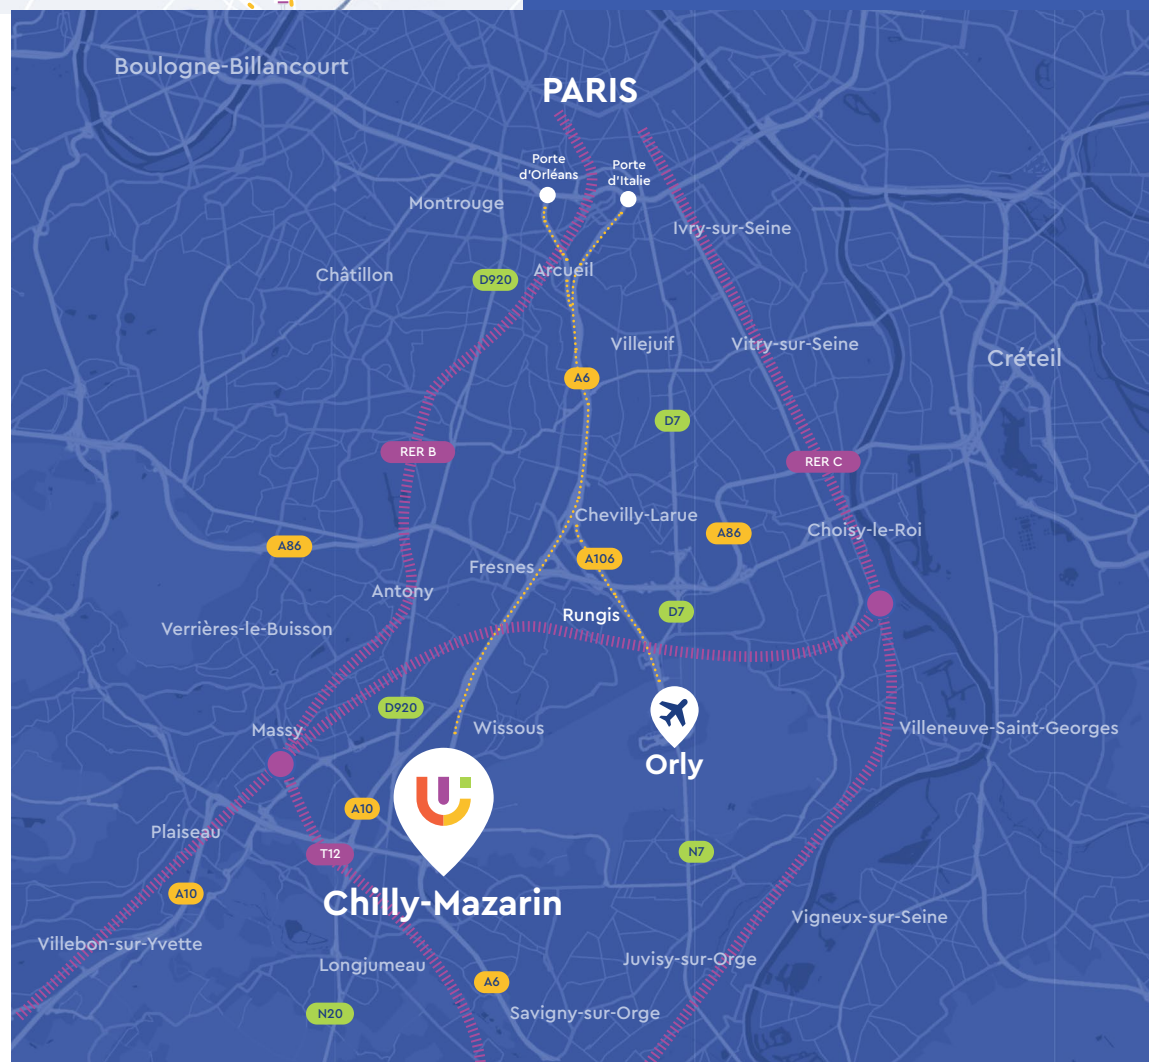 Boulogne-Billancourt
PARIS
Porte
d'Orléans
Porte
d'Italie
Montrouge
Ivry-sur-Seine
Arcueil
Châtillon
D920
Villejuif
Vitry-sur-Seine
Créteil
A6
D7
RER B
RER C
Chevilly-Larue
Choisy-le-Roi
A86
A86
A106
Fresnes
Antony
Rungis
D7
Verrières-le-Buisson
D920
Massy
Wissous
Villeneuve-Saint-Georges
Orly
A10
Plaiseau
T12
N7
A10
Chilly-Mazarin
Vigneux-sur-Seine
Villebon-sur-Yvette
Longjumeau
Juvisy-sur-Orge
A6
N20
Savigny-sur-Orge